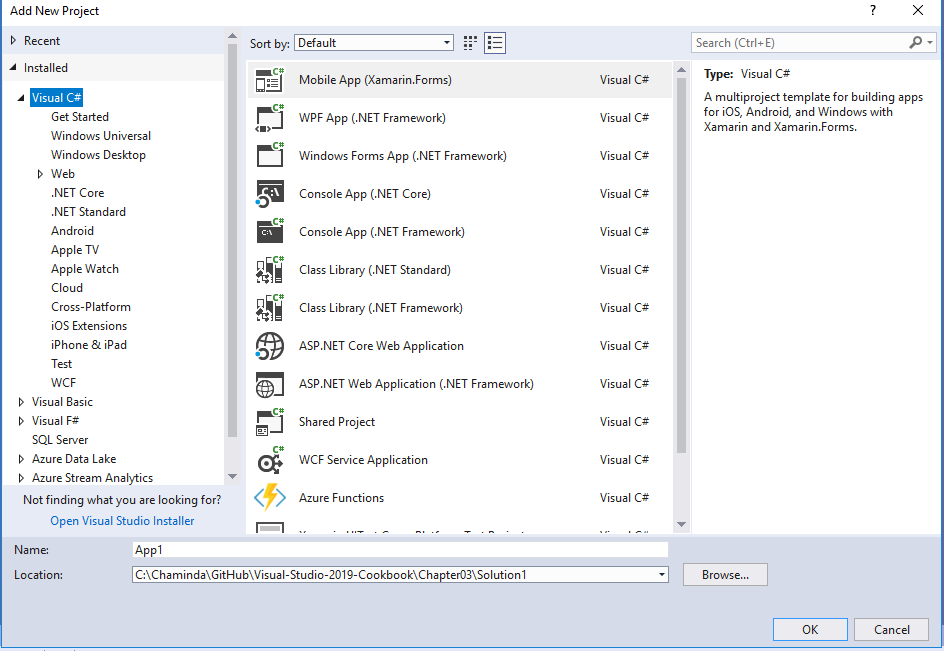 Add New Project
?
Recent
Sort by: Default
Search (Ctrl+E)
Installed
Visual C#
Get Started
Windows Universal
Windows Desktop
Web
.NET Core
.NET Standard
Android
Apple TV
Apple Watch
Cloud
Cross-Platform
iOS Extensions
iPhone & iPad
Test
WCF
Visual Basic
Visual F#
SQL Server
Azure Data Lake
Azure Stream Analytics
Not finding what you are looking for?
Open Visual Studio Installer
Mobile App (Xamarin.Forms) Visual C#
WPF App (.NET Framework) Visual C#
Windows Forms App (.NET Framework) Visual C#
Console App (.NET Core) Visual C#
Console App (.NET Framework) Visual C#
Class Library (.NET Standard) Visual C#
Class Library (.NET Framework) Visual C#
ASP.NET Core Web Application Visual C#
ASP.NET Web Application (.NET Framework) Visual C#
Shared Project Visual C#
WCF Service Application Visual C#
Azure Functions Visual C#
Type: Visual C#
A multiproject template for building apps
for iOS, Android, and Windows with
Xamarin and Xamarin.Forms.
Name: App1
Location: C:\Chaminda\GitHub\Visual-Studio-2019-Cookbook\Chapter03\Solution1
Browse...
OK
Cancel